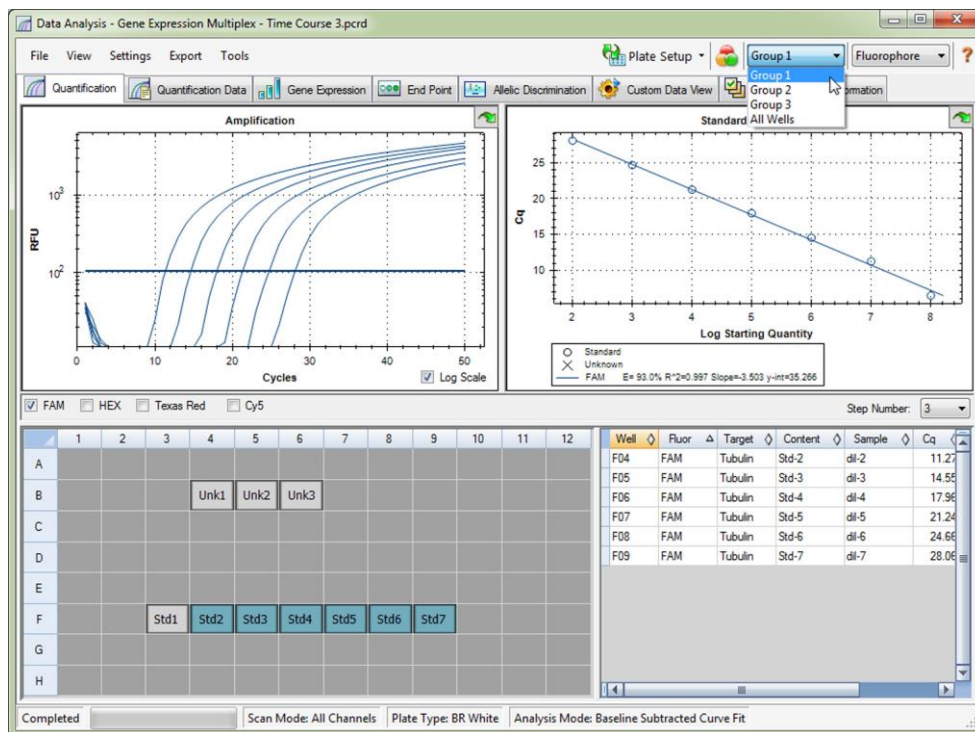 Data Analysis - Gene Expression Multiplex - Time Course 3.pcrd
File View Settings Export Tools Plate Setup Group 1 Fluorophore ?
Group 1
Group 2
Group 3
All Wells
Quantification Quantification Data Gene Expression End Point Allelic Discrimination Custom Data View
Amplification
RFU
10^3
10^2
0 10 20 30 40 50 60
Cycles
Log Scale
Standard
Cq
25
20
15
10
2 3 4 5 6 7 8
Log Starting Quantity
Standard
Unknown
FAM E= 93.0% R^2=0.997 Slope=-3.503 y-int=35.266
FAM HEX Texas Red Cy5 Step Number: 3
1 2 3 4 5 6 7 8 9 10 11 12
A
B Unk1 Unk2 Unk3
C
D
E
F Std1 Std2 Std3 Std4 Std5 Std6 Std7
G
H
Well Fluor Target Content Sample Cq
F04 FAM Tubulin Std-2 dil-2 11.27
F05 FAM Tubulin Std-3 dil-3 14.55
F06 FAM Tubulin Std-4 dil-4 17.96
F07 FAM Tubulin Std-5 dil-5 21.24
F08 FAM Tubulin Std-6 dil-6 24.66
F09 FAM Tubulin Std-7 dil-7 28.06
Completed Scan Mode: All Channels Plate Type: BR White Analysis Mode: Baseline Subtracted Curve Fit